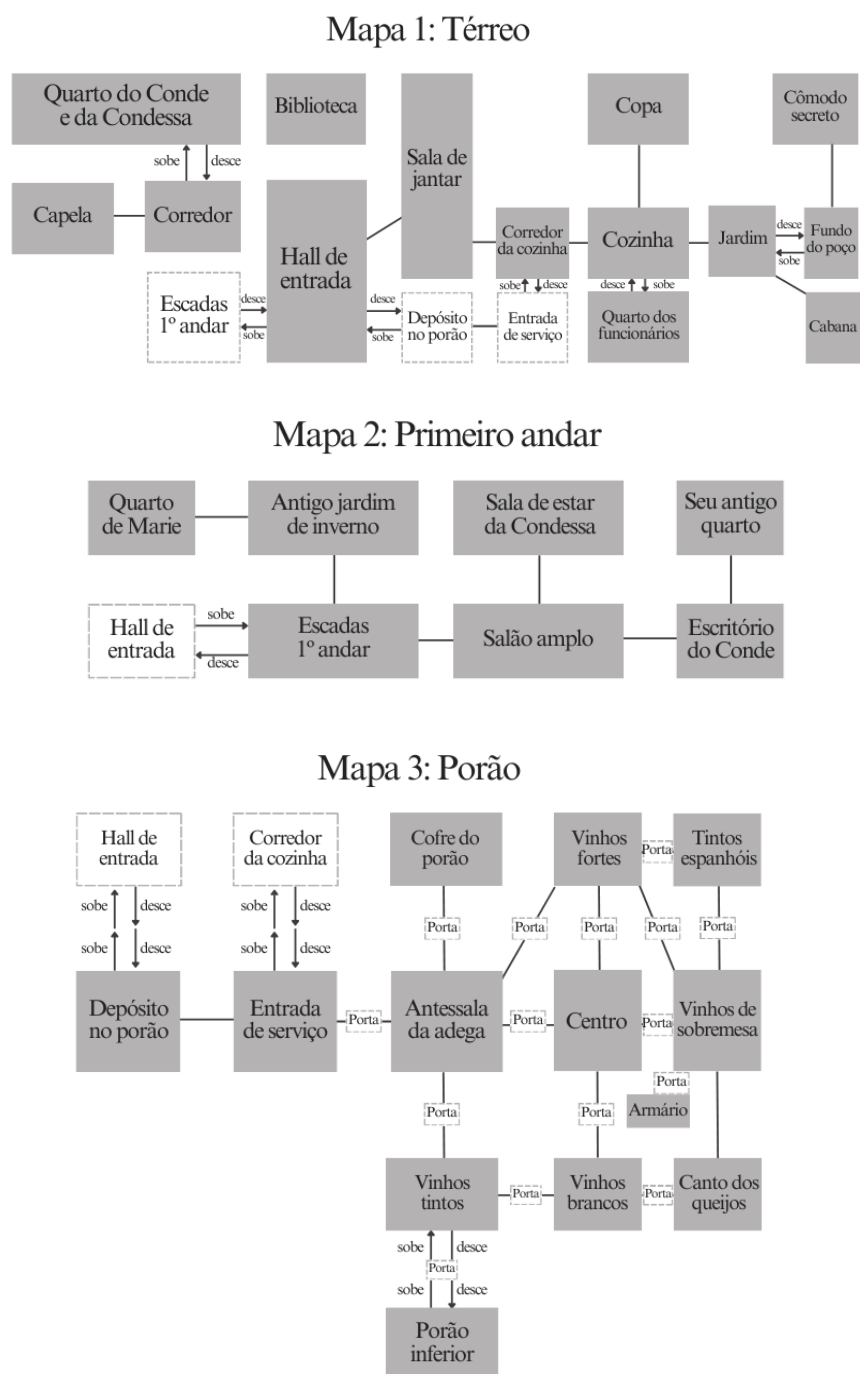 Mapa 1: Térreo
Quarto do Conde
e da Condessa
Biblioteca
Sala de
jantar
Copa
Cômodo
secreto
sobe
desce
Capela
Corredor
Hall de
entrada
Corredor
da cozinha
Cozinha
Jardim
desce
sobe
Fundo
do poço
Escadas
1º andar
desce
sobe
desce
sobe
Depósito
no porão
sobe
desce
Entrada
de serviço
desce
sobe
Quarto dos
funcionários
Cabana
Mapa 2: Primeiro andar
Quarto
de Marie
Antigo jardim
de inverno
Sala de estar
da Condessa
Seu antigo
quarto
Hall de
entrada
sobe
desce
Escadas
1º andar
Salão amplo
Escritório
do Conde
Mapa 3: Porão
Hall de
entrada
Corredor
da cozinha
Cofre do
porão
Vinhos
fortes
Porta
Tintos
espanhóis
sobe
desce
sobe
desce
Porta
Porta
Porta
Porta
Porta
sobe
desce
sobe
desce
Depósito
no porão
Entrada
de serviço
Porta
Antessala
da adega
Porta
Centro
Porta
Vinhos de
sobremesa
Porta
Armário
Porta
Porta
Vinhos
tintos
Porta
Vinhos
brancos
Porta
Canto dos
queijos
sobe
desce
Porta
sobe
desce
Porão
inferior